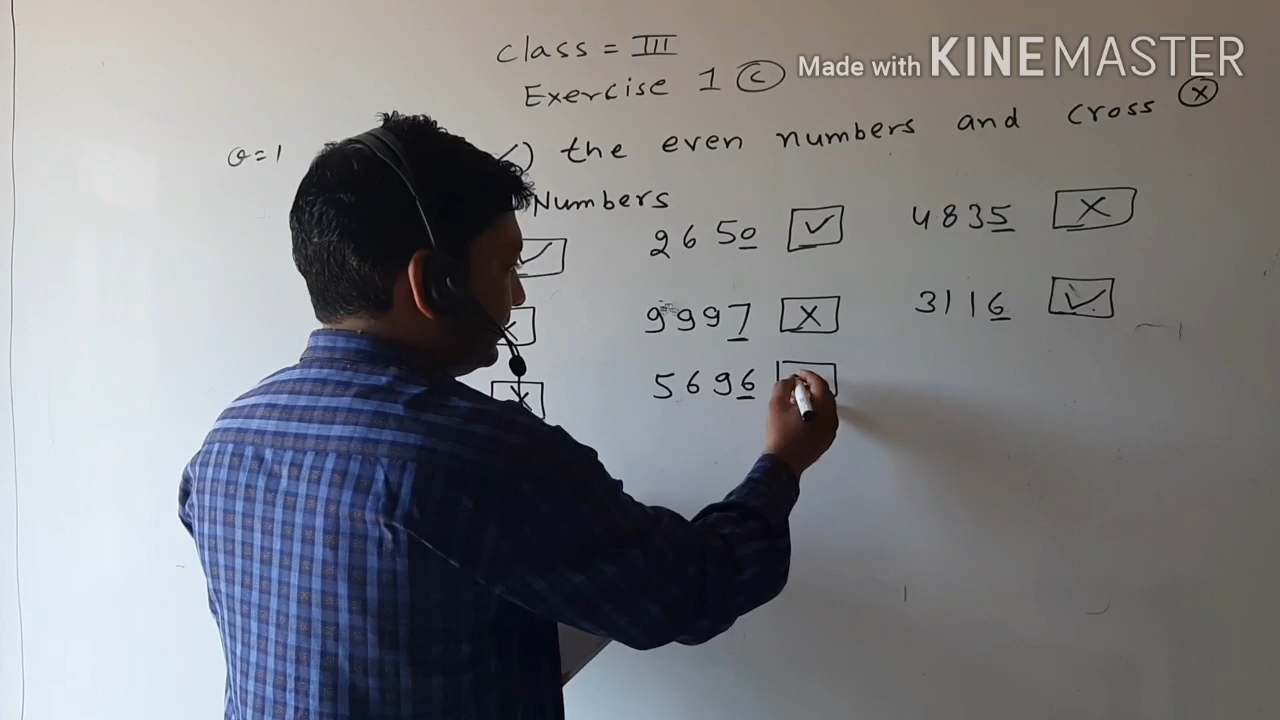 class = III
Made with KINEMASTER
Exercise 1 (C)
Q=1 ✓) the even numbers and cross (X)
Numbers
✓ 2650 ✓ 4835 X
X 9997 X 3116 ✓
X 5696